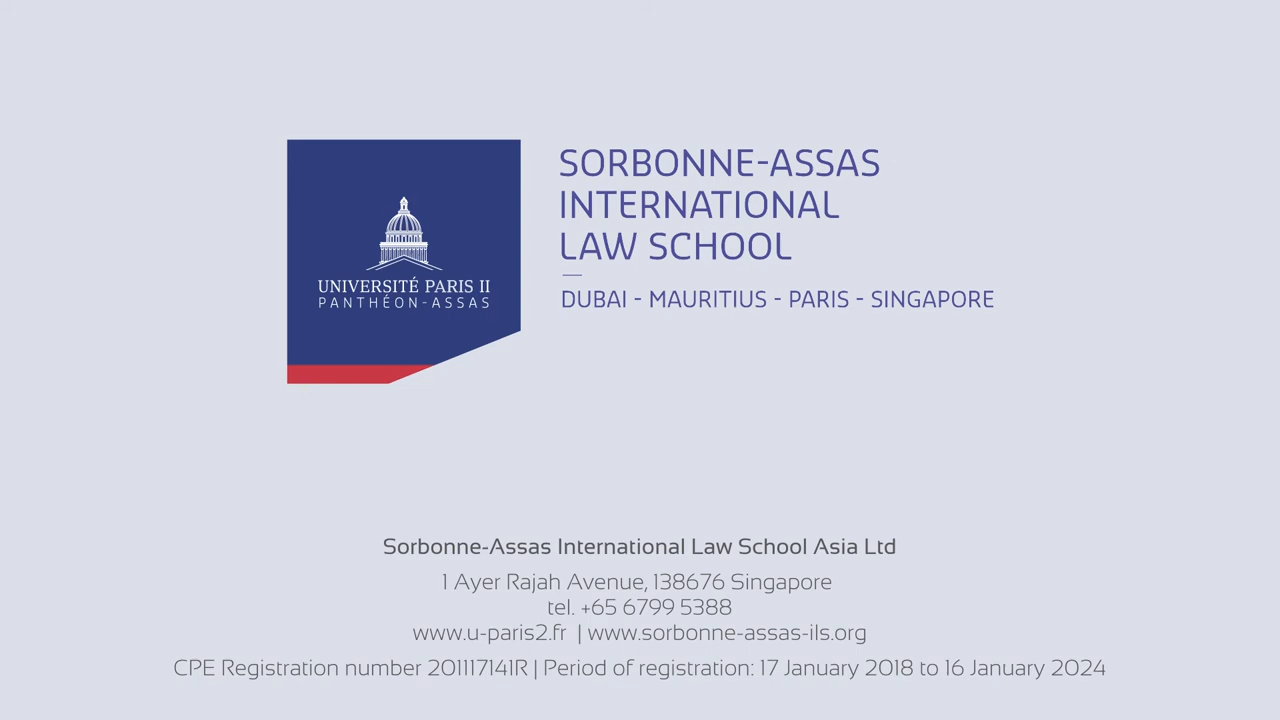 UNIVERSITÉ PARIS II
PANTHÉON-ASSAS
SORBONNE-ASSAS
INTERNATIONAL
LAW SCHOOL
DUBAI - MAURITIUS - PARIS - SINGAPORE
Sorbonne-Assas International Law School Asia Ltd
1 Ayer Rajah Avenue, 138676 Singapore
tel. +65 6799 5388
www.u-paris2.fr | www.sorbonne-assas-ils.org
CPE Registration number 201117141R | Period of registration: 17 January 2018 to 16 January 2024